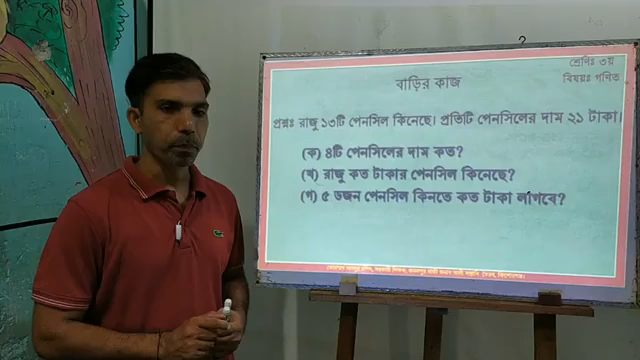 শ্রেণিঃ ৩য়
বিষয়ঃ গণিত
বাড়ির কাজ
প্রশ্নঃ রাজু ১৩টি পেনসিল কিনেছে। প্রতিটি পেনসিলের দাম ২১ টাকা।
(ক) ৪টি পেনসিলের দাম কত?
(খ) রাজু কত টাকার পেনসিল কিনেছে?
(গ) ৫ ডজন পেনসিল কিনতে কত টাকা লাগবে?